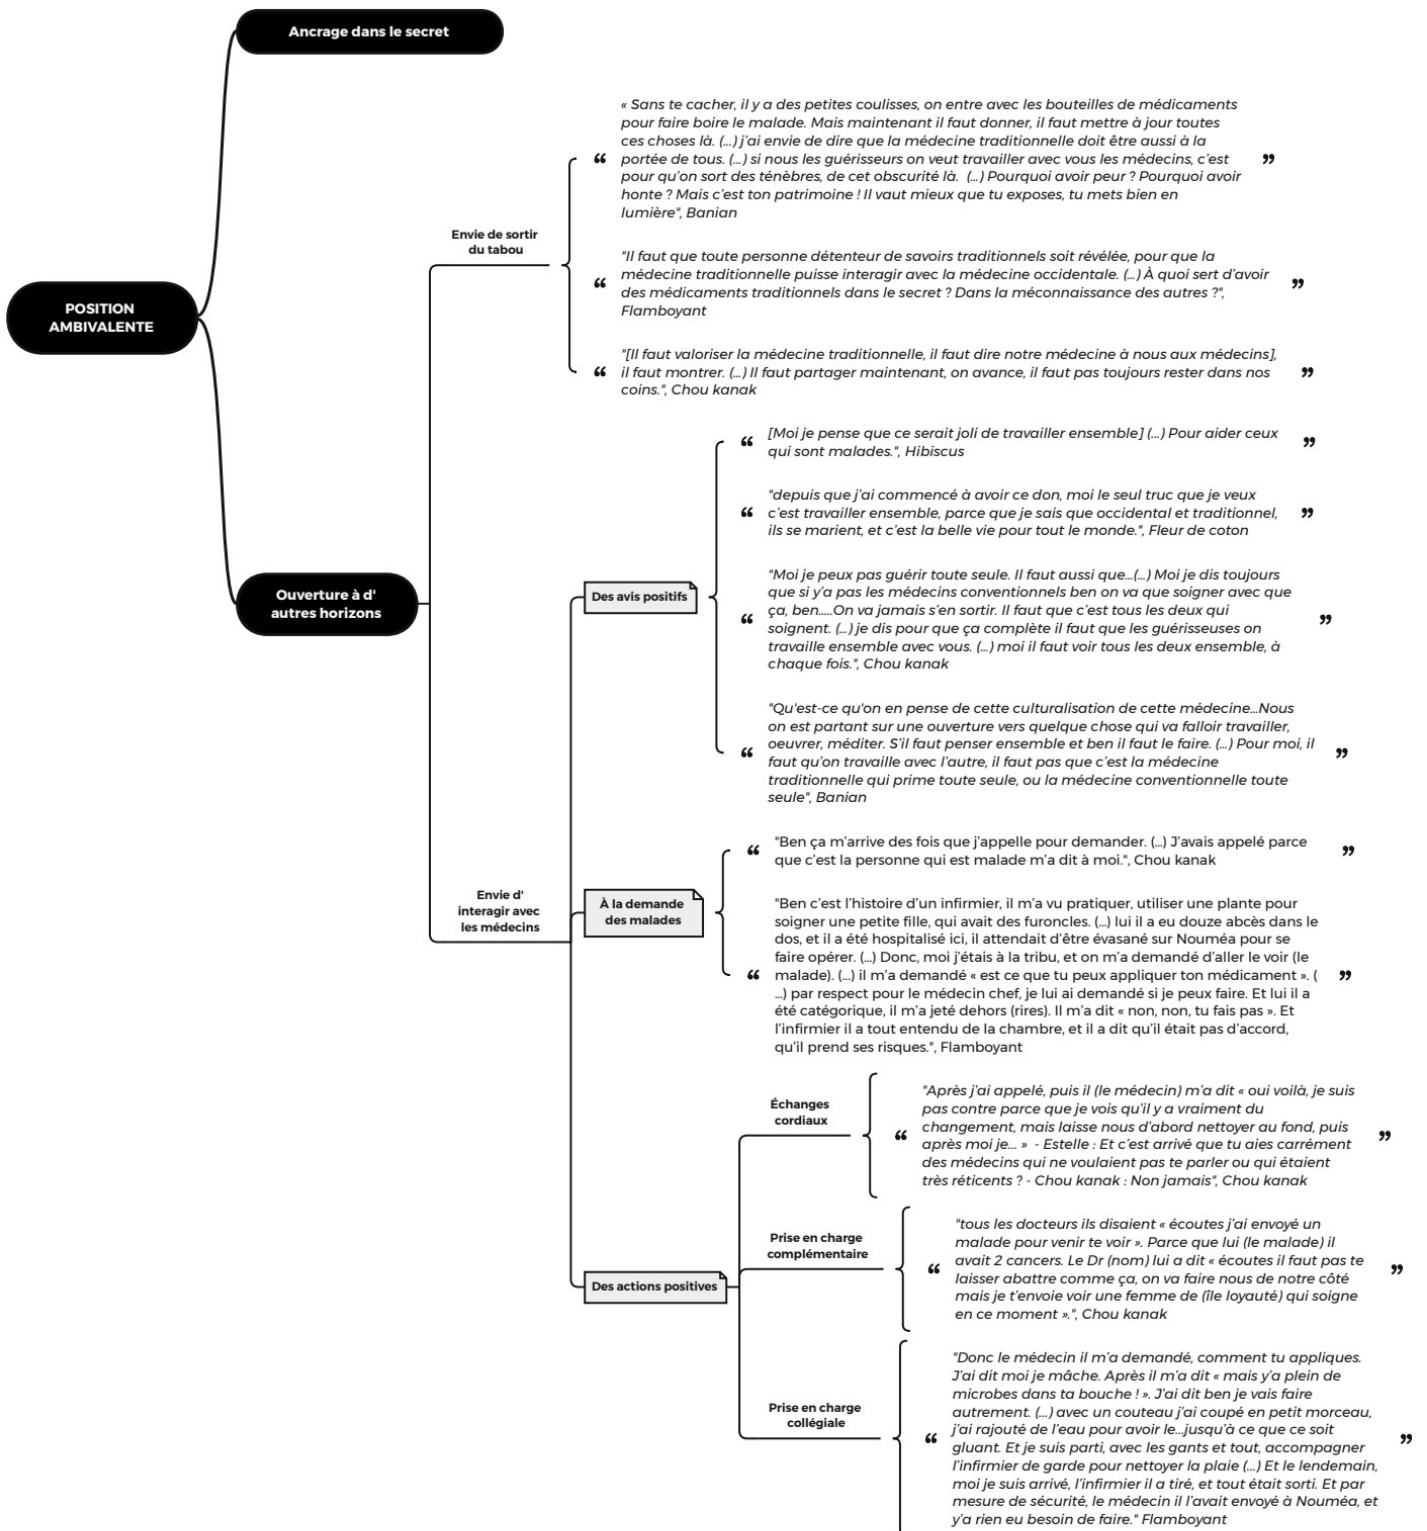 Ancrage dans le secret
POSITION
AMBIVALENTE
Ouverture à d'
autres horizons
Envie de sortir
du tabou
“ « Sans te cacher, il y a des petites coulisses, on entre avec les bouteilles de médicaments
pour faire boire le malade. Mais maintenant il faut donner, il faut mettre à jour toutes
ces choses là. (...) j'ai envie de dire que la médecine traditionnelle doit être aussi à la
portée de tous. (...) si nous les guérisseurs on veut travailler avec vous les médecins, c'est
pour qu'on sort des ténèbres, de cet obscurité là. (...) Pourquoi avoir peur ? Pourquoi avoir
honte ? Mais c'est ton patrimoine ! Il vaut mieux que tu exposes, tu mets bien en
lumière", Banian ”
“ "Il faut que toute personne détenteur de savoirs traditionnels soit révélée, pour que la
médecine traditionnelle puisse interagir avec la médecine occidentale. (...) À quoi sert d'avoir
des médicaments traditionnels dans le secret ? Dans la méconnaissance des autres ?",
Flamboyant ”
“ "[Il faut valoriser la médecine traditionnelle, il faut dire notre médecine à nous aux médecins],
il faut montrer. (...) Il faut partager maintenant, on avance, il faut pas toujours rester dans nos
coins.", Chou kanak ”
Envie d'
interagir avec
les médecins
Des avis positifs
“ [Moi je pense que ce serait joli de travailler ensemble] (...) Pour aider ceux
qui sont malades.", Hibiscus ”
“ "depuis que j'ai commencé à avoir ce don, moi le seul truc que je veux
c'est travailler ensemble, parce que je sais que occidental et traditionnel,
ils se marient, et c'est la belle vie pour tout le monde.", Fleur de coton ”
“ "Moi je peux pas guérir toute seule. Il faut aussi que...(...) Moi je dis toujours
que si y'a pas les médecins conventionnels ben on va que soigner avec que
ça, ben.....On va jamais s'en sortir. Il faut que c'est tous les deux qui
soignent. (...) je dis pour que ça complète il faut que les guérisseuses on
travaille ensemble avec vous. (...) moi il faut voir tous les deux ensemble, à
chaque fois.", Chou kanak ”
“ "Qu'est-ce qu'on en pense de cette culturalisation de cette médecine...Nous
on est partant sur une ouverture vers quelque chose qui va falloir travailler,
oeuvrer, méditer. S'il faut penser ensemble et ben il faut le faire. (...) Pour moi, il
faut qu'on travaille avec l'autre, il faut pas que c'est la médecine
traditionnelle qui prime toute seule, ou la médecine conventionnelle toute
seule", Banian ”
À la demande
des malades
“ "Ben ça m'arrive des fois que j'appelle pour demander. (...) J'avais appelé parce
que c'est la personne qui est malade m'a dit à moi.", Chou kanak ”
“ "Ben c'est l'histoire d'un infirmier, il m'a vu pratiquer, utiliser une plante pour
soigner une petite fille, qui avait des furoncles. (...) lui il a eu douze abcès dans le
dos, et il a été hospitalisé ici, il attendait d'être évasané sur Nouméa pour se
faire opérer. (...) Donc, moi j'étais à la tribu, et on m'a demandé d'aller le voir (le
malade). (...) il m'a demandé « est ce que tu peux appliquer ton médicament ». (
...) par respect pour le médecin chef, je lui ai demandé si je peux faire. Et lui il a
été catégorique, il m'a jeté dehors (rires). Il m'a dit « non, non, tu fais pas ». Et
l'infirmier il a tout entendu de la chambre, et il a dit qu'il était pas d'accord,
qu'il prend ses risques.", Flamboyant ”
Des actions positives
Échanges
cordiaux
“ "Après j'ai appelé, puis il (le médecin) m'a dit « oui voilà, je suis
pas contre parce que je vois qu'il y a vraiment du
changement, mais laisse nous d'abord nettoyer au fond, puis
après moi je... » - Estelle : Et c'est arrivé que tu aies carrément
des médecins qui ne voulaient pas te parler ou qui étaient
très réticents ? - Chou kanak : Non jamais", Chou kanak ”
Prise en charge
complémentaire
“ "tous les docteurs ils disaient « écoutes j'ai envoyé un
malade pour venir te voir ». Parce que lui (le malade) il
avait 2 cancers. Le Dr (nom) lui a dit « écoutes il faut pas te
laisser abattre comme ça, on va faire nous de notre côté
mais je t'envoie voir une femme de (île loyauté) qui soigne
en ce moment ».", Chou kanak ”
Prise en charge
collégiale
“ "Donc le médecin il m'a demandé, comment tu appliques.
J'ai dit moi je mâche. Après il m'a dit « mais y'a plein de
microbes dans ta bouche ! ». J'ai dit ben je vais faire
autrement. (...) avec un couteau j'ai coupé en petit morceau,
j'ai rajouté de l'eau pour avoir le...jusqu'à ce que ce soit
gluant. Et je suis parti, avec les gants et tout, accompagner
l'infirmier de garde pour nettoyer la plaie (...) Et le lendemain,
moi je suis arrivé, l'infirmier il a tiré, et tout était sorti. Et par
mesure de sécurité, le médecin il l'avait envoyé à Nouméa, et
y'a rien eu besoin de faire." Flamboyant ”